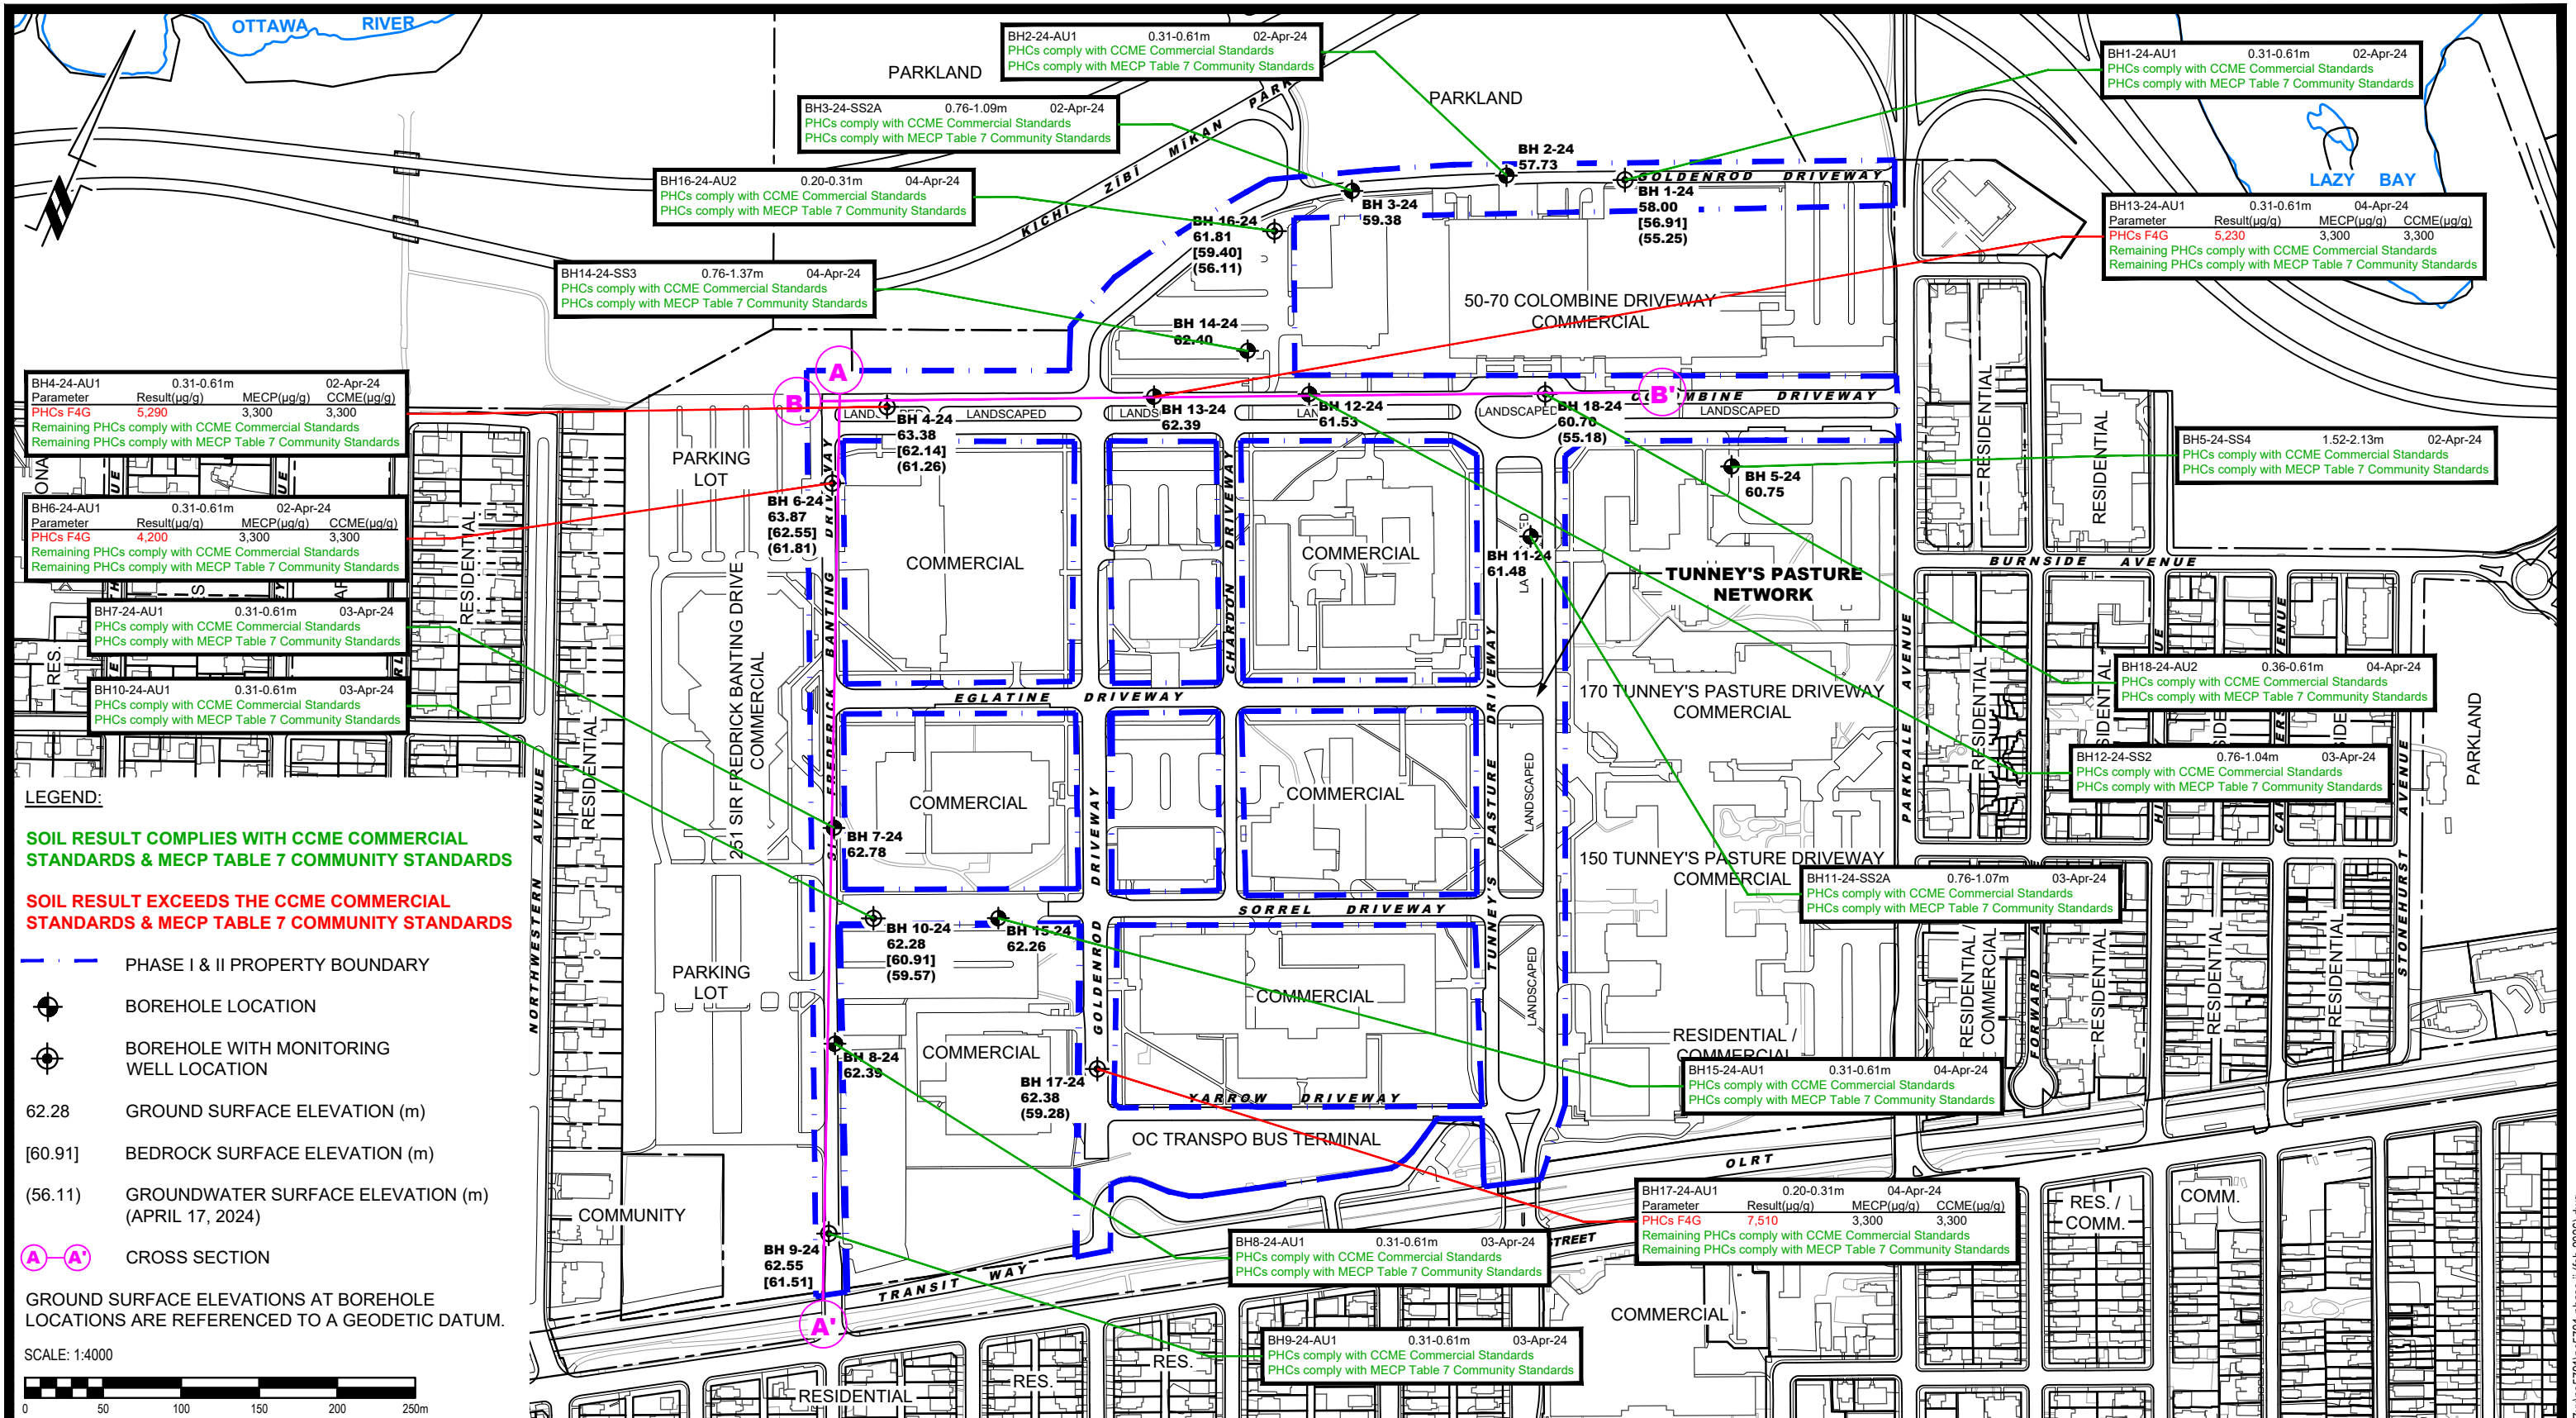 OTTAWA RIVER
PARKLAND
PARKLAND
BH2-24-AU1 0.31-0.61m 02-Apr-24
PHCs comply with CCME Commercial Standards
PHCs comply with MECP Table 7 Community Standards
BH1-24-AU1 0.31-0.61m 02-Apr-24
PHCs comply with CCME Commercial Standards
PHCs comply with MECP Table 7 Community Standards
BH3-24-SS2A 0.76-1.09m 02-Apr-24
PHCs comply with CCME Commercial Standards
PHCs comply with MECP Table 7 Community Standards
BH16-24-AU2 0.20-0.31m 04-Apr-24
PHCs comply with CCME Commercial Standards
PHCs comply with MECP Table 7 Community Standards
BH14-24-SS3 0.76-1.37m 04-Apr-24
PHCs comply with CCME Commercial Standards
PHCs comply with MECP Table 7 Community Standards
LAZY BAY
BH13-24-AU1 0.31-0.61m 04-Apr-24
Parameter Result(µg/g) MECP(µg/g) CCME(µg/g)
PHCs F4G 5,230 3,300 3,300
Remaining PHCs comply with CCME Commercial Standards
Remaining PHCs comply with MECP Table 7 Community Standards
KICHI ZĪBĪ MĪKAN PARK
BH 2-24
57.73
GOLDENROD DRIVEWAY
BH 1-24
58.00
[56.91]
(55.25)
BH 3-24
59.38
BH 16-24
61.81
[59.40]
(56.11)
50-70 COLOMBINE DRIVEWAY
COMMERCIAL
BH 14-24
62.40
BH4-24-AU1 0.31-0.61m 02-Apr-24
Parameter Result(µg/g) MECP(µg/g) CCME(µg/g)
PHCs F4G 5,290 3,300 3,300
Remaining PHCs comply with CCME Commercial Standards
Remaining PHCs comply with MECP Table 7 Community Standards
A
B
B'
LANDSCAPED
LANDSCAPED
LANDSCAPED
DRIVEWAY
BH 4-24
63.38
[62.14]
(61.26)
BH 13-24
62.39
BH 12-24
61.53
BH 18-24
60.70
(55.18)
BH5-24-SS4 1.52-2.13m 02-Apr-24
PHCs comply with CCME Commercial Standards
PHCs comply with MECP Table 7 Community Standards
BH 5-24
60.75
BH6-24-AU1 0.31-0.61m 02-Apr-24
Parameter Result(µg/g) MECP(µg/g) CCME(µg/g)
PHCs F4G 4,200 3,300 3,300
Remaining PHCs comply with CCME Commercial Standards
Remaining PHCs comply with MECP Table 7 Community Standards
PARKING
LOT
BH 6-24
63.87
[62.55]
(61.81)
COMMERCIAL
COMMERCIAL
BH 11-24
61.48
TUNNEY'S PASTURE
NETWORK
RESIDENTIAL
RESIDENTIAL
RESIDENTIAL
BURNSIDE AVENUE
BH7-24-AU1 0.31-0.61m 03-Apr-24
PHCs comply with CCME Commercial Standards
PHCs comply with MECP Table 7 Community Standards
BH10-24-AU1 0.31-0.61m 03-Apr-24
PHCs comply with CCME Commercial Standards
PHCs comply with MECP Table 7 Community Standards
RES.
RESIDENTIAL
251 SIR FREDRICK BANTING DRIVE
COMMERCIAL
SIR FREDERICK BANTING DRIVEWAY
CHARDON DRIVEWAY
EGLATINE DRIVEWAY
TUNNEY'S PASTURE DRIVEWAY
170 TUNNEY'S PASTURE DRIVEWAY
COMMERCIAL
PARKDALE AVENUE
RESIDENTIAL
BH18-24-AU2 0.36-0.61m 04-Apr-24
PHCs comply with CCME Commercial Standards
PHCs comply with MECP Table 7 Community Standards
BH12-24-SS2 0.76-1.04m 03-Apr-24
PHCs comply with CCME Commercial Standards
PHCs comply with MECP Table 7 Community Standards
PARKLAND
COMMERCIAL
COMMERCIAL
LANDSCAPED
BH 7-24
62.78
150 TUNNEY'S PASTURE DRIVEWAY
COMMERCIAL
BH11-24-SS2A 0.76-1.07m 03-Apr-24
PHCs comply with CCME Commercial Standards
PHCs comply with MECP Table 7 Community Standards
NORTHWESTERN AVENUE
GOLDENROD DRIVEWAY
SORREL DRIVEWAY
BH 10-24
62.28
[60.91]
(59.57)
BH 15-24
62.26
PARKING
LOT
COMMERCIAL
LANDSCAPED
RESIDENTIAL /
COMMERCIAL
RESIDENTIAL /
COMMERCIAL
RESIDENTIAL
RESIDENTIAL
RESIDENTIAL
STONEHURST AVENUE
BH 8-24
62.39
COMMERCIAL
BH 17-24
62.38
(59.28)
YARROW DRIVEWAY
BH15-24-AU1 0.31-0.61m 04-Apr-24
PHCs comply with CCME Commercial Standards
PHCs comply with MECP Table 7 Community Standards
OC TRANSPO BUS TERMINAL
OLRT
BH17-24-AU1 0.20-0.31m 04-Apr-24
Parameter Result(µg/g) MECP(µg/g) CCME(µg/g)
PHCs F4G 7,510 3,300 3,300
Remaining PHCs comply with CCME Commercial Standards
Remaining PHCs comply with MECP Table 7 Community Standards
RES. /
COMM.
COMM.
COMMUNITY
BH 9-24
62.55
[61.51]
BH8-24-AU1 0.31-0.61m 03-Apr-24
PHCs comply with CCME Commercial Standards
PHCs comply with MECP Table 7 Community Standards
STREET
TRANSIT WAY
A'
COMMERCIAL
BH9-24-AU1 0.31-0.61m 03-Apr-24
PHCs comply with CCME Commercial Standards
PHCs comply with MECP Table 7 Community Standards
RES.
RES.
RESIDENTIAL
LEGEND:
SOIL RESULT COMPLIES WITH CCME COMMERCIAL
STANDARDS & MECP TABLE 7 COMMUNITY STANDARDS
SOIL RESULT EXCEEDS THE CCME COMMERCIAL
STANDARDS & MECP TABLE 7 COMMUNITY STANDARDS
PHASE I & II PROPERTY BOUNDARY
BOREHOLE LOCATION
BOREHOLE WITH MONITORING
WELL LOCATION
62.28 GROUND SURFACE ELEVATION (m)
[60.91] BEDROCK SURFACE ELEVATION (m)
(56.11) GROUNDWATER SURFACE ELEVATION (m)
(APRIL 17, 2024)
A A' CROSS SECTION
GROUND SURFACE ELEVATIONS AT BOREHOLE
LOCATIONS ARE REFERENCED TO A GEODETIC DATUM.
SCALE: 1:4000
0 50 100 150 200 250m